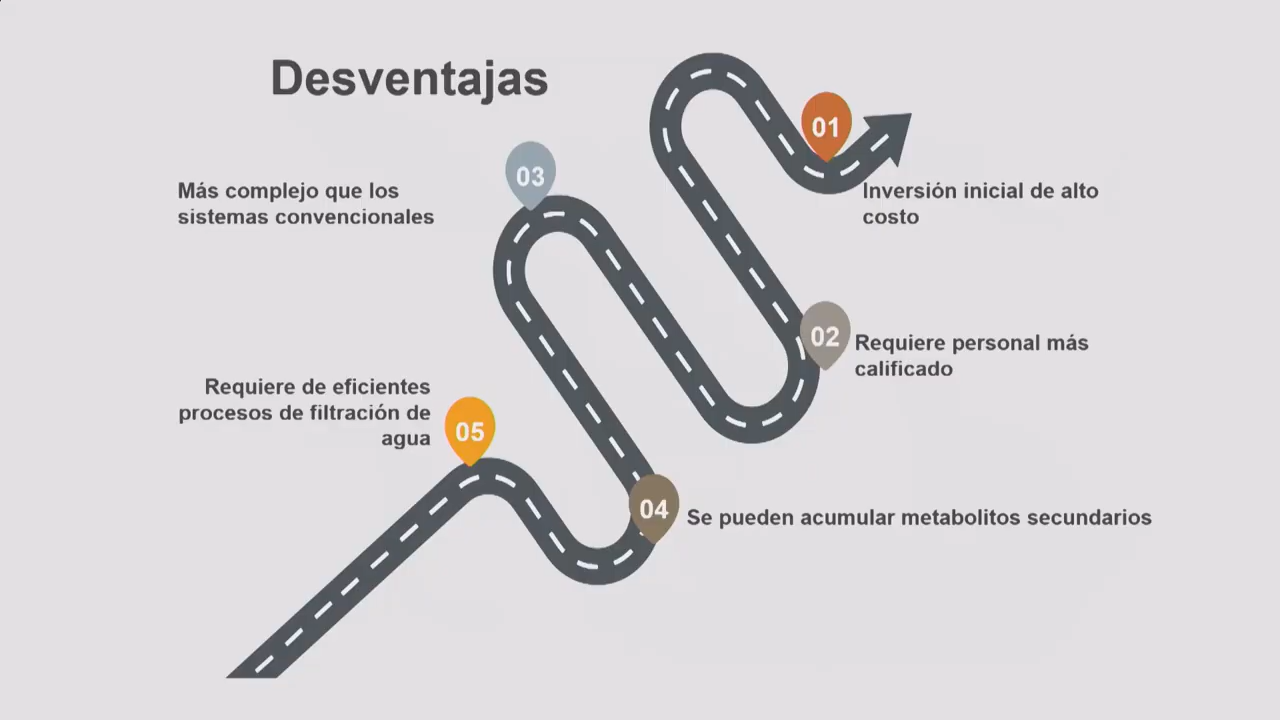 Desventajas
01
Inversión inicial de alto
costo
02
Requiere personal más
calificado
03
Más complejo que los
sistemas convencionales
04
Se pueden acumular metabolitos secundarios
05
Requiere de eficientes
procesos de filtración de
agua